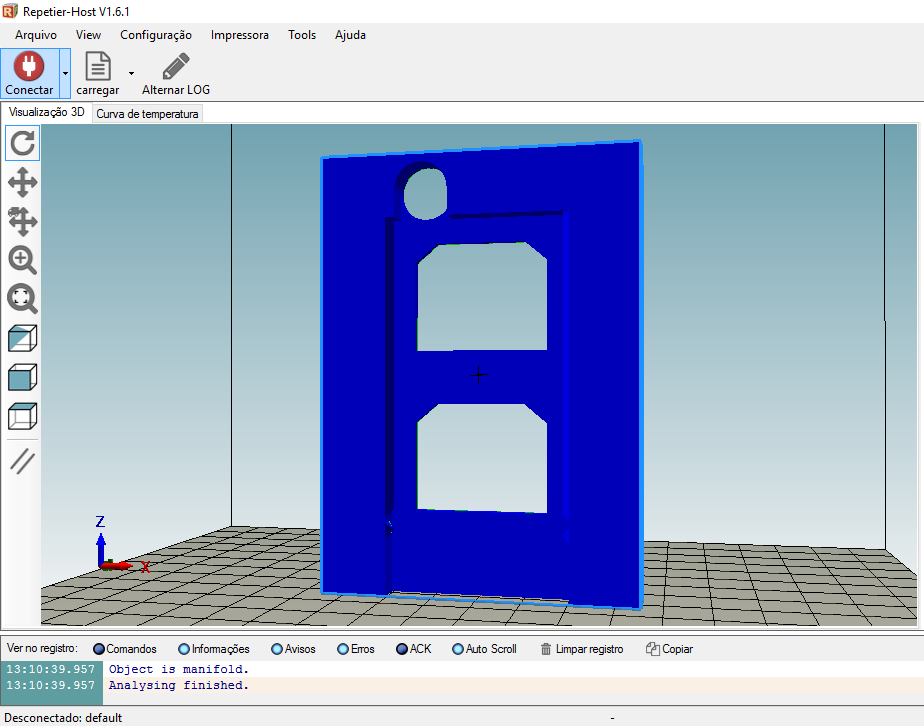 Repetier-Host V1.6.1
Arquivo View Configuração Impressora Tools Ajuda
Conectar carregar Alternar LOG
Visualização 3D Curva de temperatura
Z
X
Ver no registro: Comandos Informações Avisos Erros ACK Auto Scroll Limpar registro Copiar
13:10:39.957 Object is manifold.
13:10:39.957 Analysing finished.
Desconectado: default -